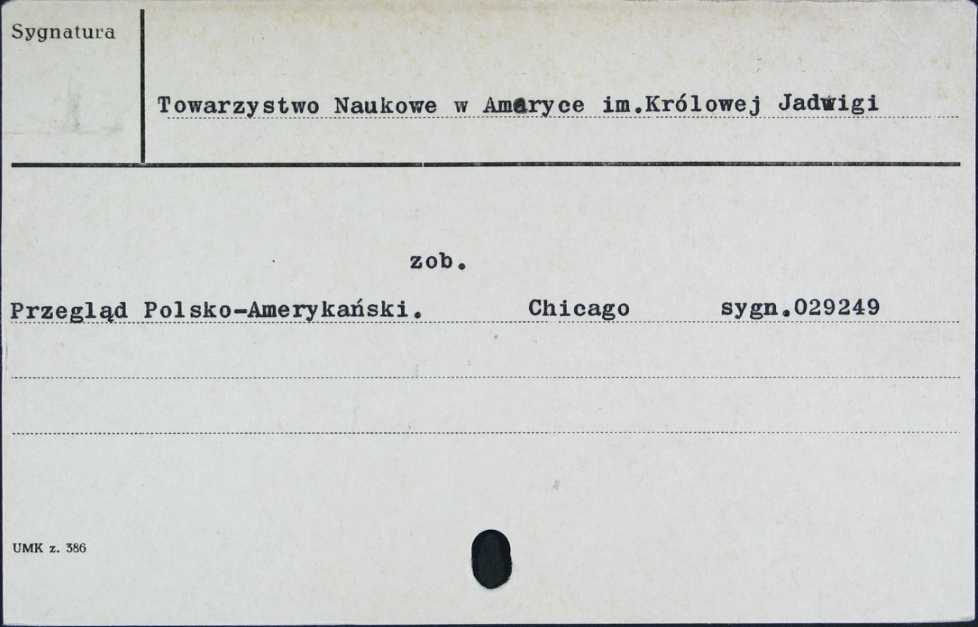 Sygnatura
Towarzystwo Naukowe w Ameryce im.Królowej Jadwigi
zob.
Przegląd Polsko-Amerykański. Chicago sygn.029249
UMK z. 386